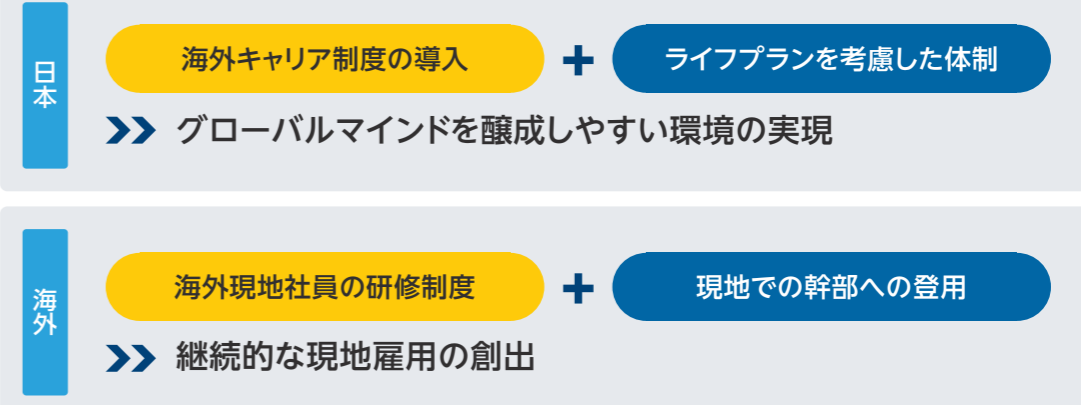 日本
海外キャリア制度の導入 + ライフプランを考慮した体制
グローバルマインドを醸成しやすい環境の実現
海外
海外現地社員の研修制度 + 現地での幹部への登用
継続的な現地雇用の創出